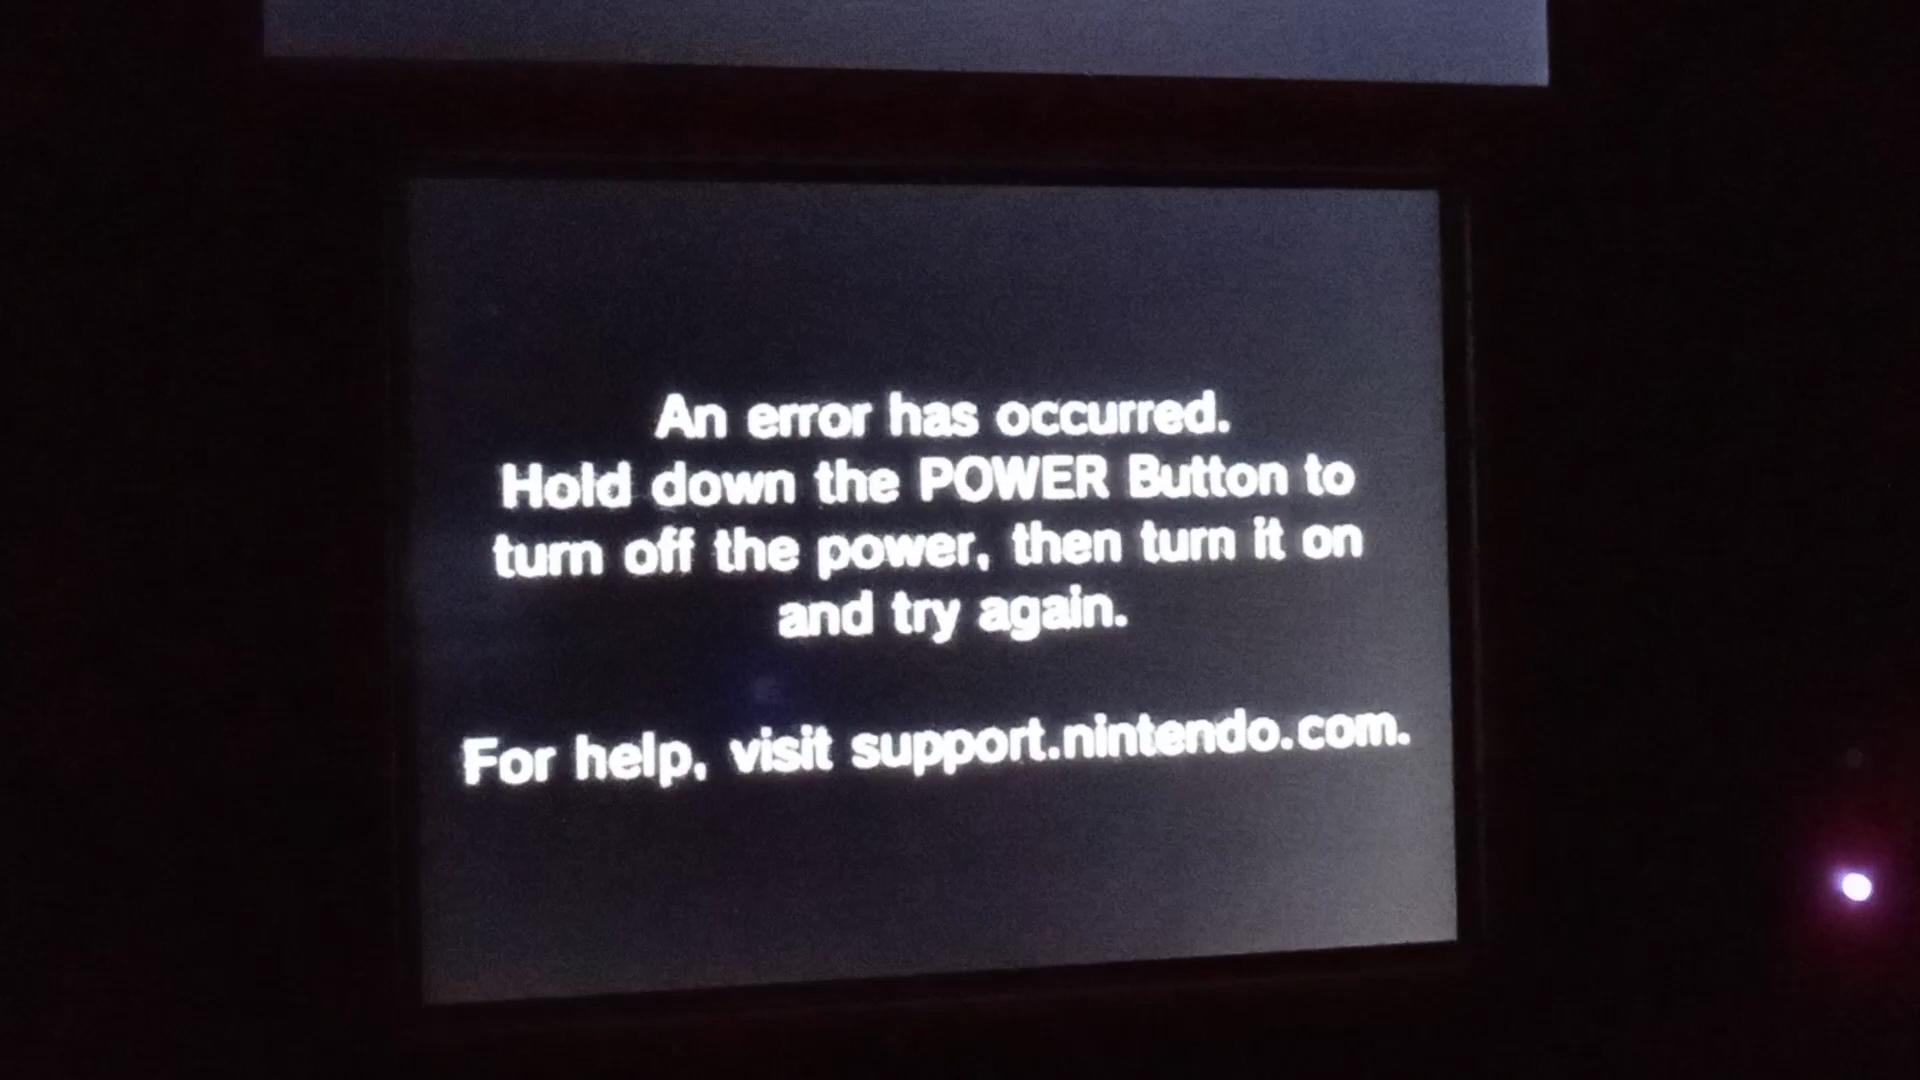 An error has occurred.
Hold down the POWER Button to
turn off the power, then turn it on
and try again.
For help, visit support.nintendo.com.